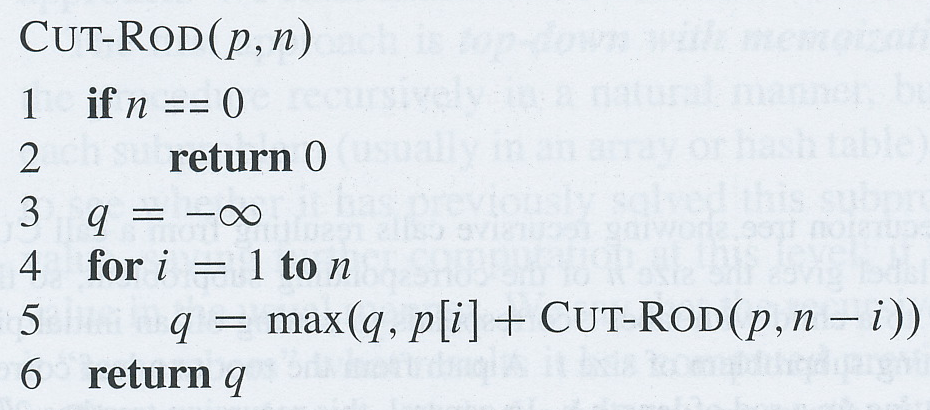 CUT-ROD(p, n)
1 if n == 0
2 return 0
3 q = −∞
4 for i = 1 to n
5 q = max(q, p[i] + CUT-ROD(p, n − i))
6 return q